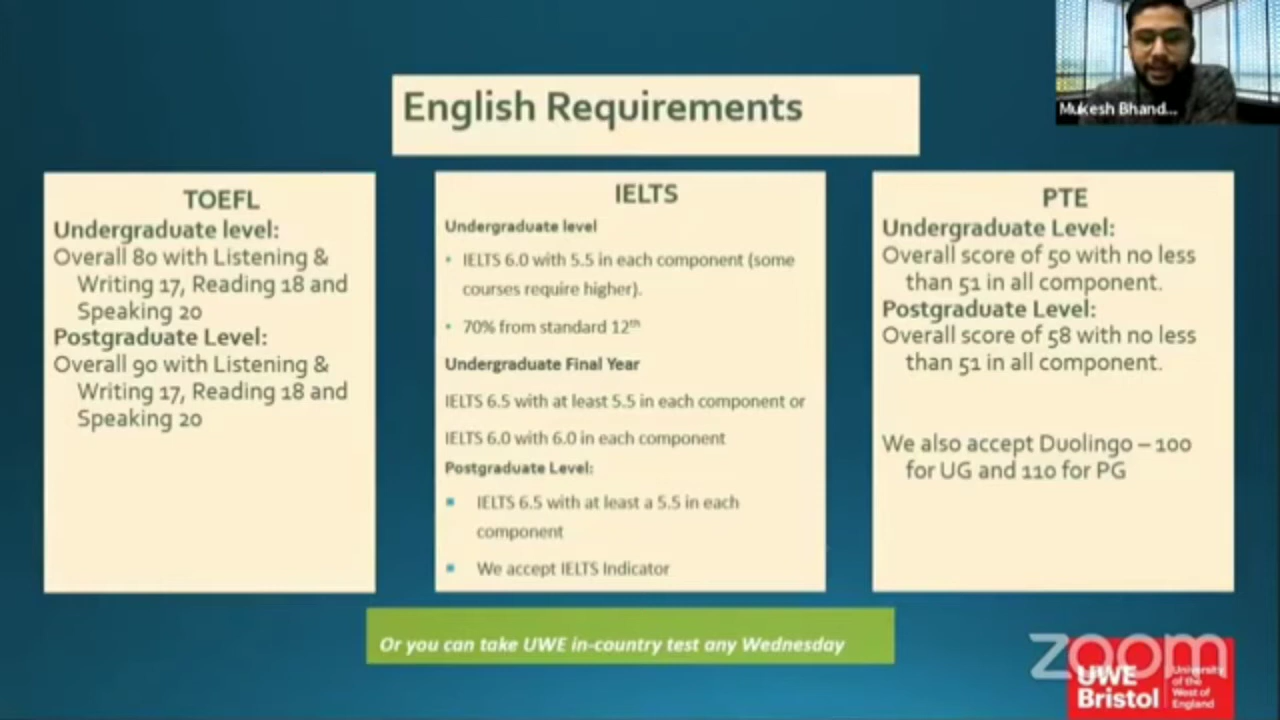 English Requirements
Mukesh Bhand...
TOEFL
Undergraduate level:
Overall 80 with Listening &
Writing 17, Reading 18 and
Speaking 20
Postgraduate Level:
Overall 90 with Listening &
Writing 17, Reading 18 and
Speaking 20
IELTS
Undergraduate level
• IELTS 6.0 with 5.5 in each component (some
courses require higher).
• 70% from standard 12th
Undergraduate Final Year
IELTS 6.5 with at least 5.5 in each component or
IELTS 6.0 with 6.0 in each component
Postgraduate Level:
▪ IELTS 6.5 with at least a 5.5 in each
component
▪ We accept IELTS Indicator
PTE
Undergraduate Level:
Overall score of 50 with no less
than 51 in all component.
Postgraduate Level:
Overall score of 58 with no less
than 51 in all component.
We also accept Duolingo – 100
for UG and 110 for PG
Or you can take UWE in-country test any Wednesday
zoom
UWE
Bristol
University
of the
West of
England